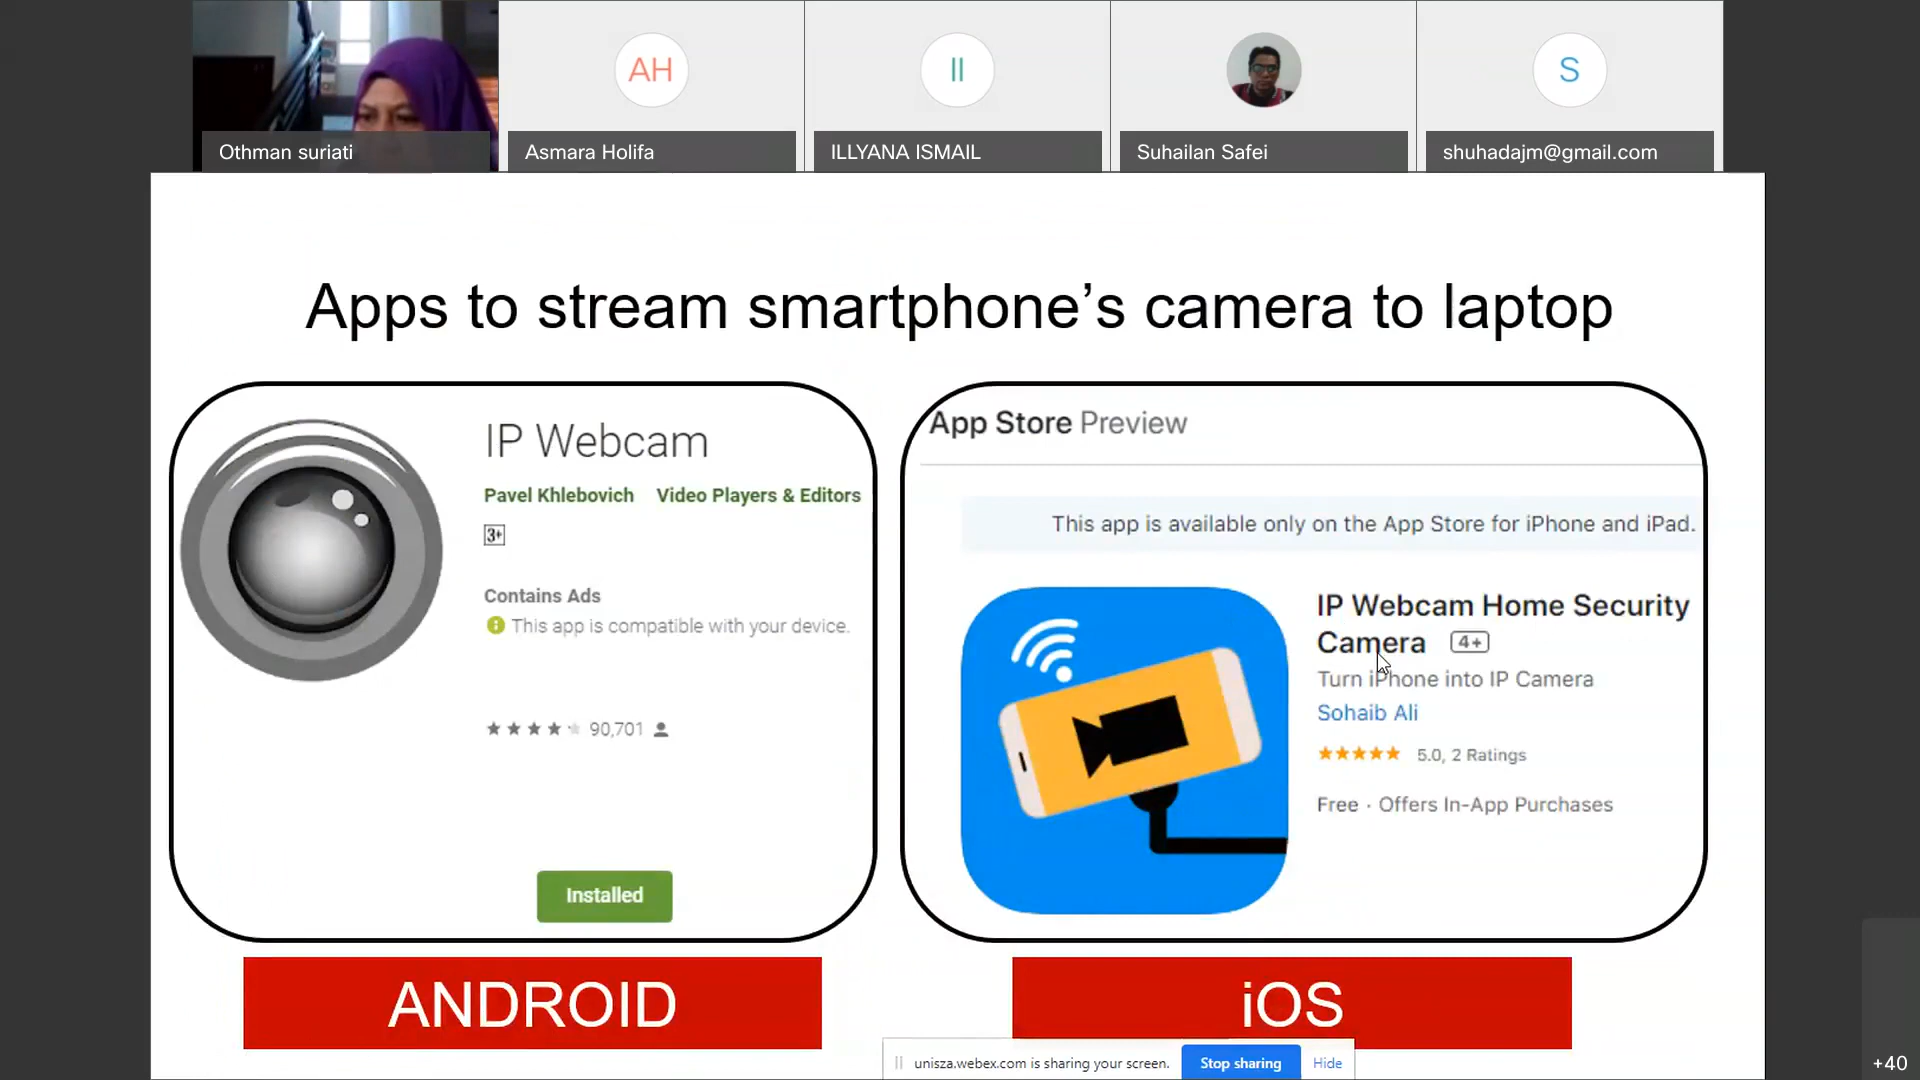 AH
II
S
Othman suriati
Asmara Holifa
ILLYANA ISMAIL
Suhailan Safei
shuhadajm@gmail.com
Apps to stream smartphone’s camera to laptop
IP Webcam
Pavel Khlebovich Video Players & Editors
3+
Contains Ads
This app is compatible with your device.
90,701
Installed
ANDROID
App Store Preview
This app is available only on the App Store for iPhone and iPad.
IP Webcam Home Security
Camera 4+
Turn iPhone into IP Camera
Sohaib Ali
5.0, 2 Ratings
Free · Offers In-App Purchases
iOS
unisza.webex.com is sharing your screen. Stop sharing Hide
+40